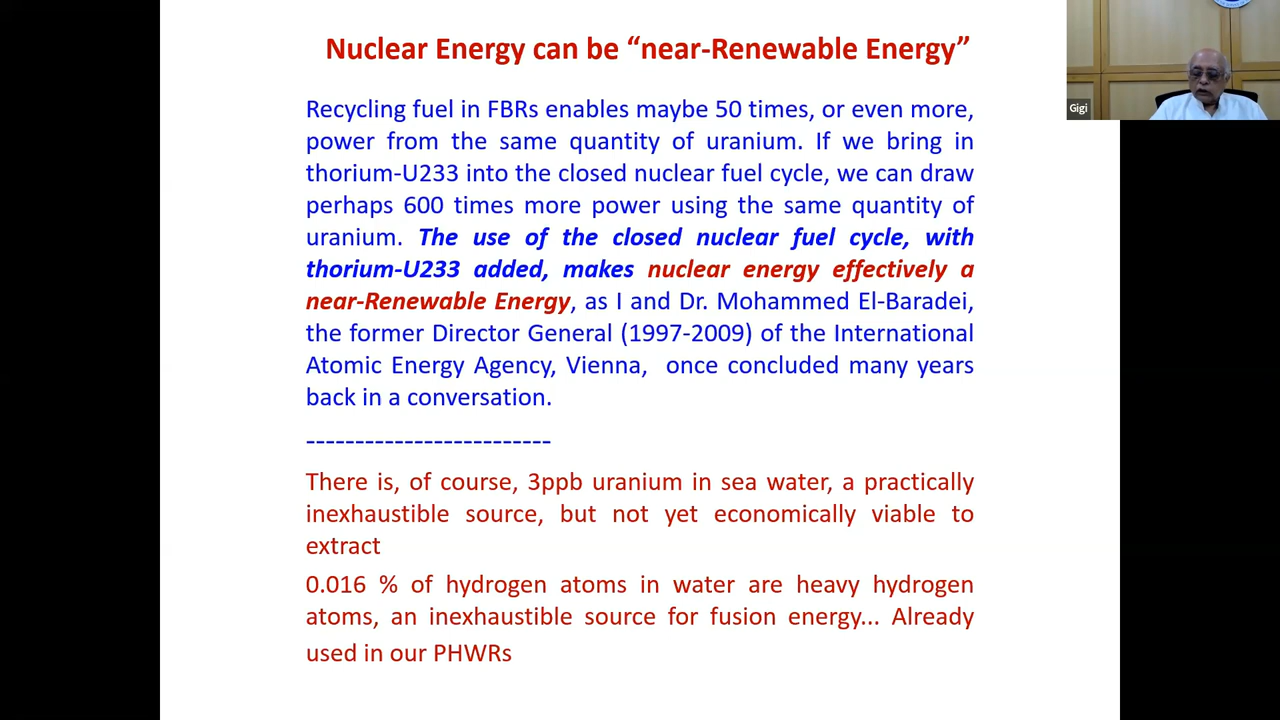 Nuclear Energy can be “near-Renewable Energy”
Gigi
Recycling fuel in FBRs enables maybe 50 times, or even more,
power from the same quantity of uranium. If we bring in
thorium-U233 into the closed nuclear fuel cycle, we can draw
perhaps 600 times more power using the same quantity of
uranium. The use of the closed nuclear fuel cycle, with
thorium-U233 added, makes nuclear energy effectively a
near-Renewable Energy, as I and Dr. Mohammed El-Baradei,
the former Director General (1997-2009) of the International
Atomic Energy Agency, Vienna, once concluded many years
back in a conversation.
-------------------------
There is, of course, 3ppb uranium in sea water, a practically
inexhaustible source, but not yet economically viable to
extract
0.016 % of hydrogen atoms in water are heavy hydrogen
atoms, an inexhaustible source for fusion energy... Already
used in our PHWRs